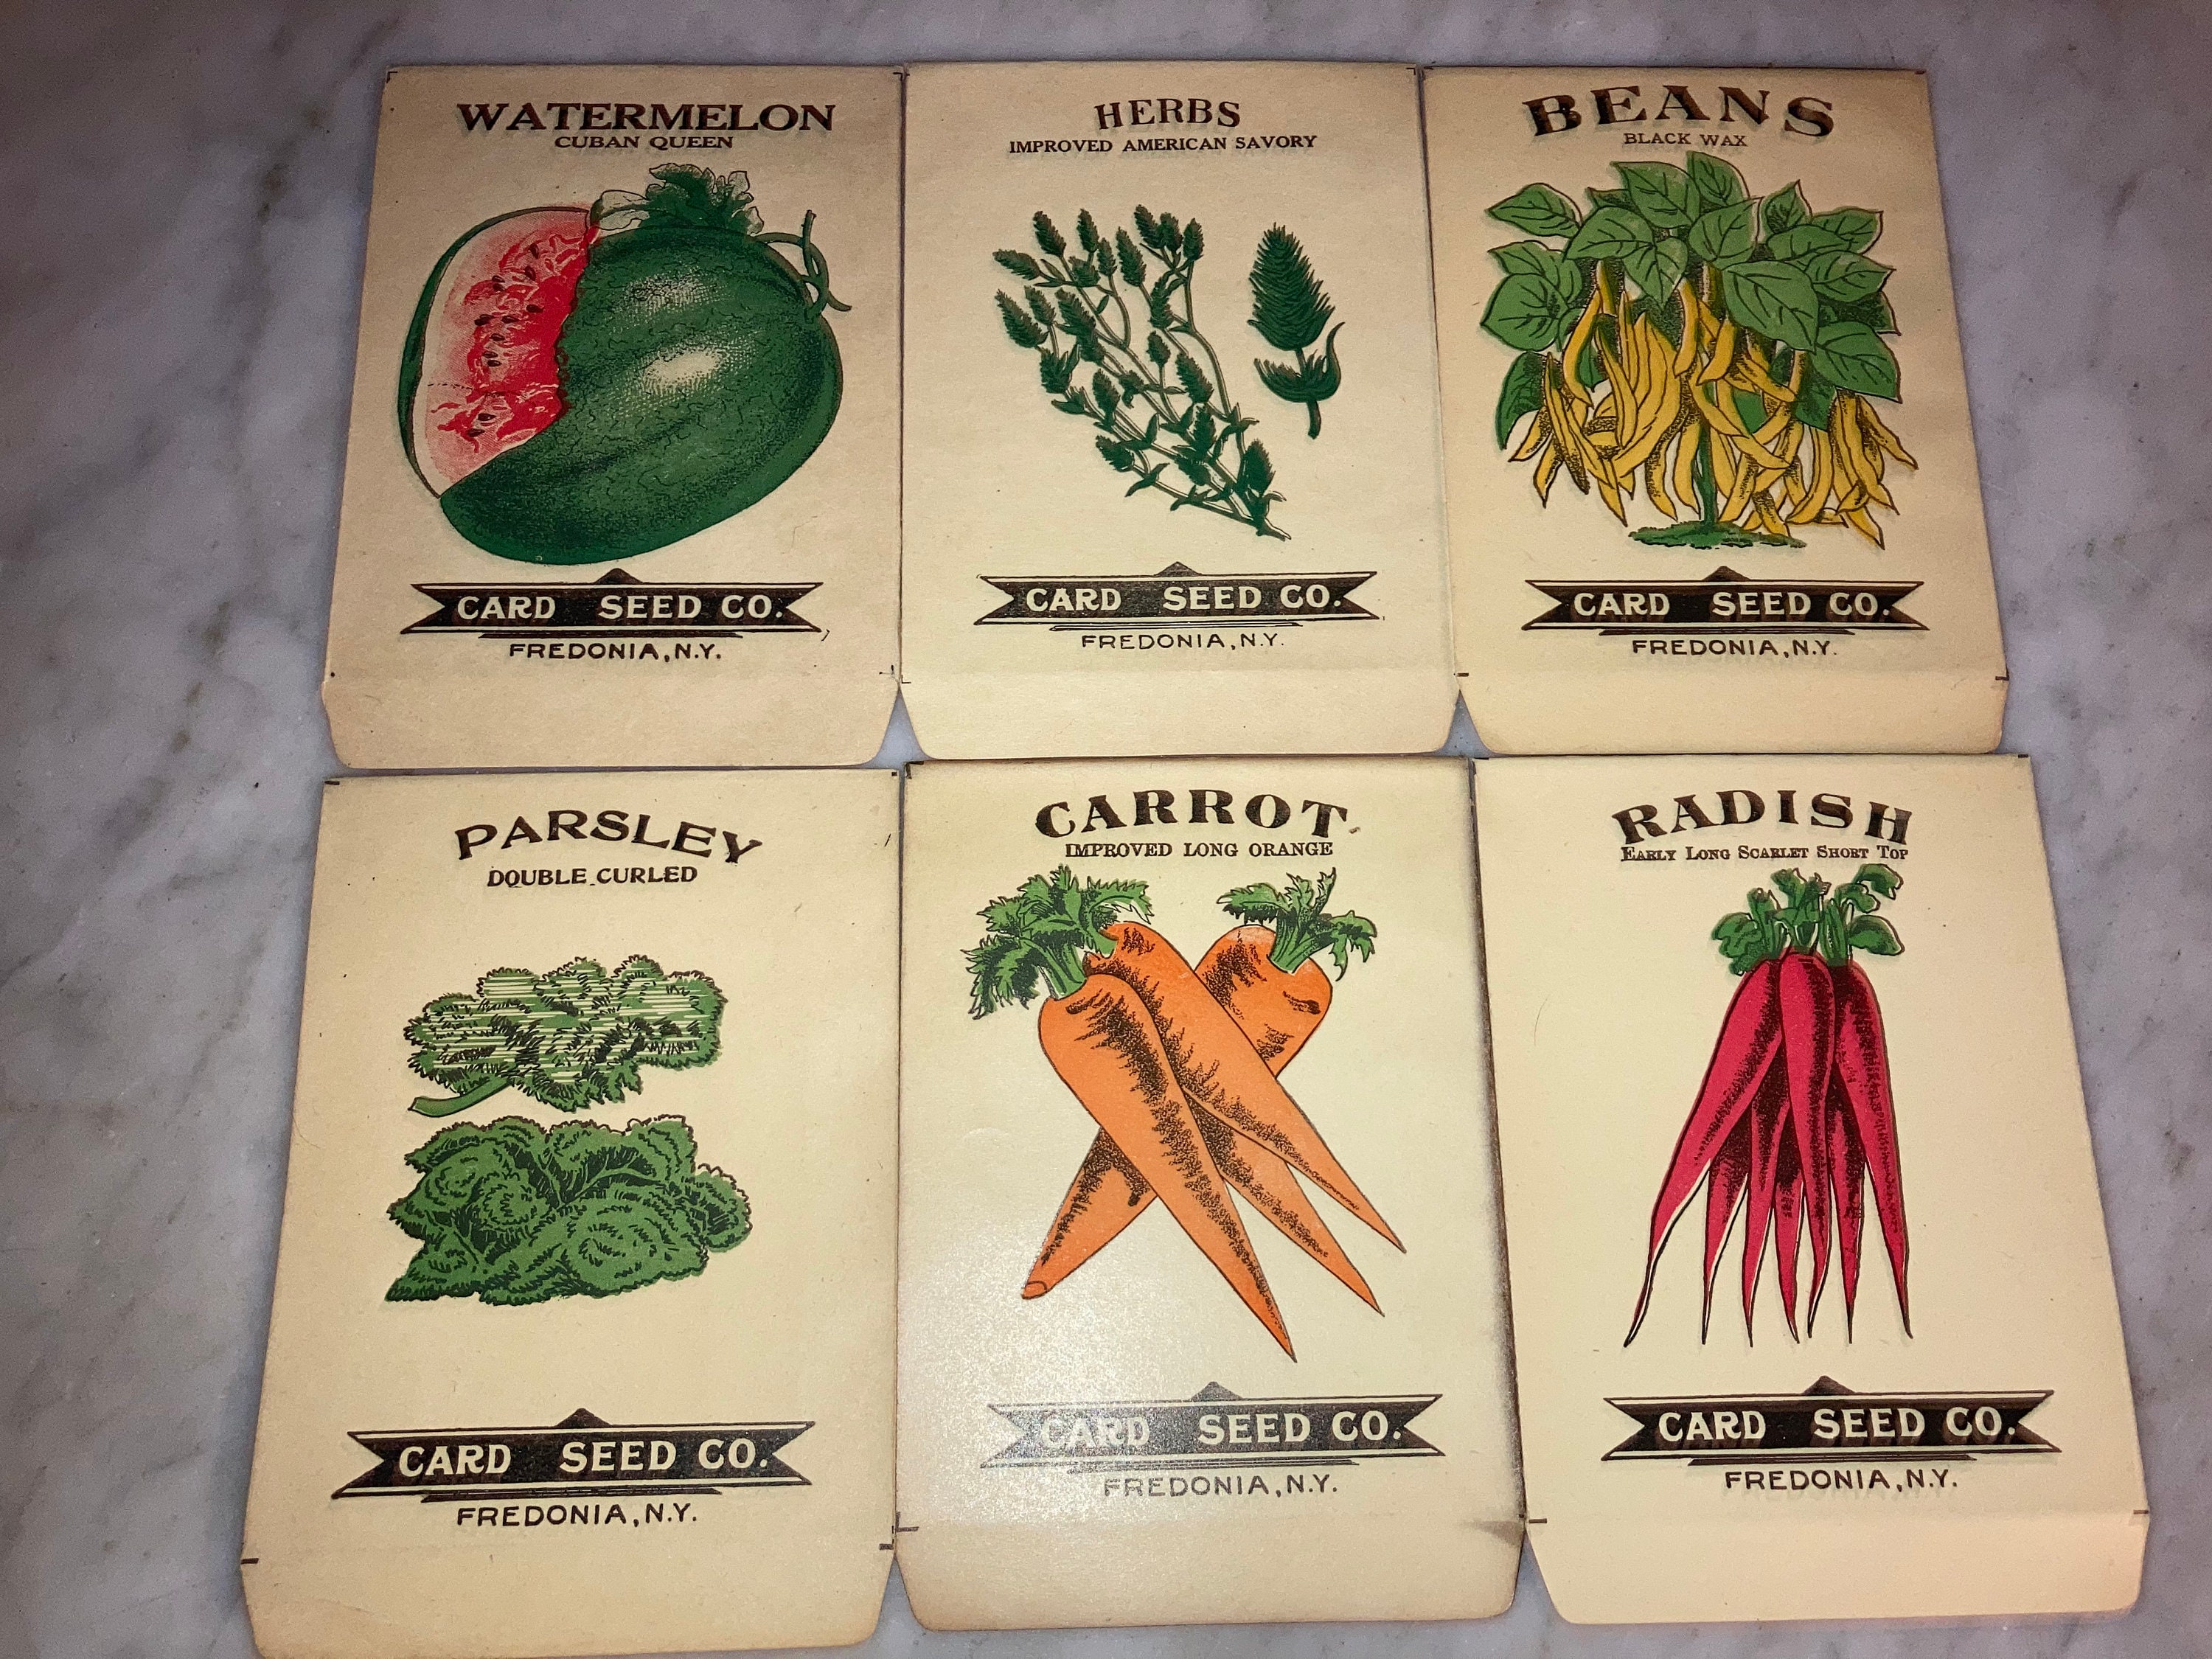 WATERMELON
CUBAN QUEEN
CARD SEED CO.
FREDONIA, N.Y.
HERBS
IMPROVED AMERICAN SAVORY
CARD SEED CO.
FREDONIA, N.Y.
BEANS
BLACK WAX
CARD SEED CO.
FREDONIA, N.Y.
PARSLEY
DOUBLE CURLED
CARD SEED CO.
FREDONIA, N.Y.
CARROT
IMPROVED LONG ORANGE
CARD SEED CO.
FREDONIA, N.Y.
RADISH
EARLY LONG SCARLET SHORT TOP
CARD SEED CO.
FREDONIA, N.Y.